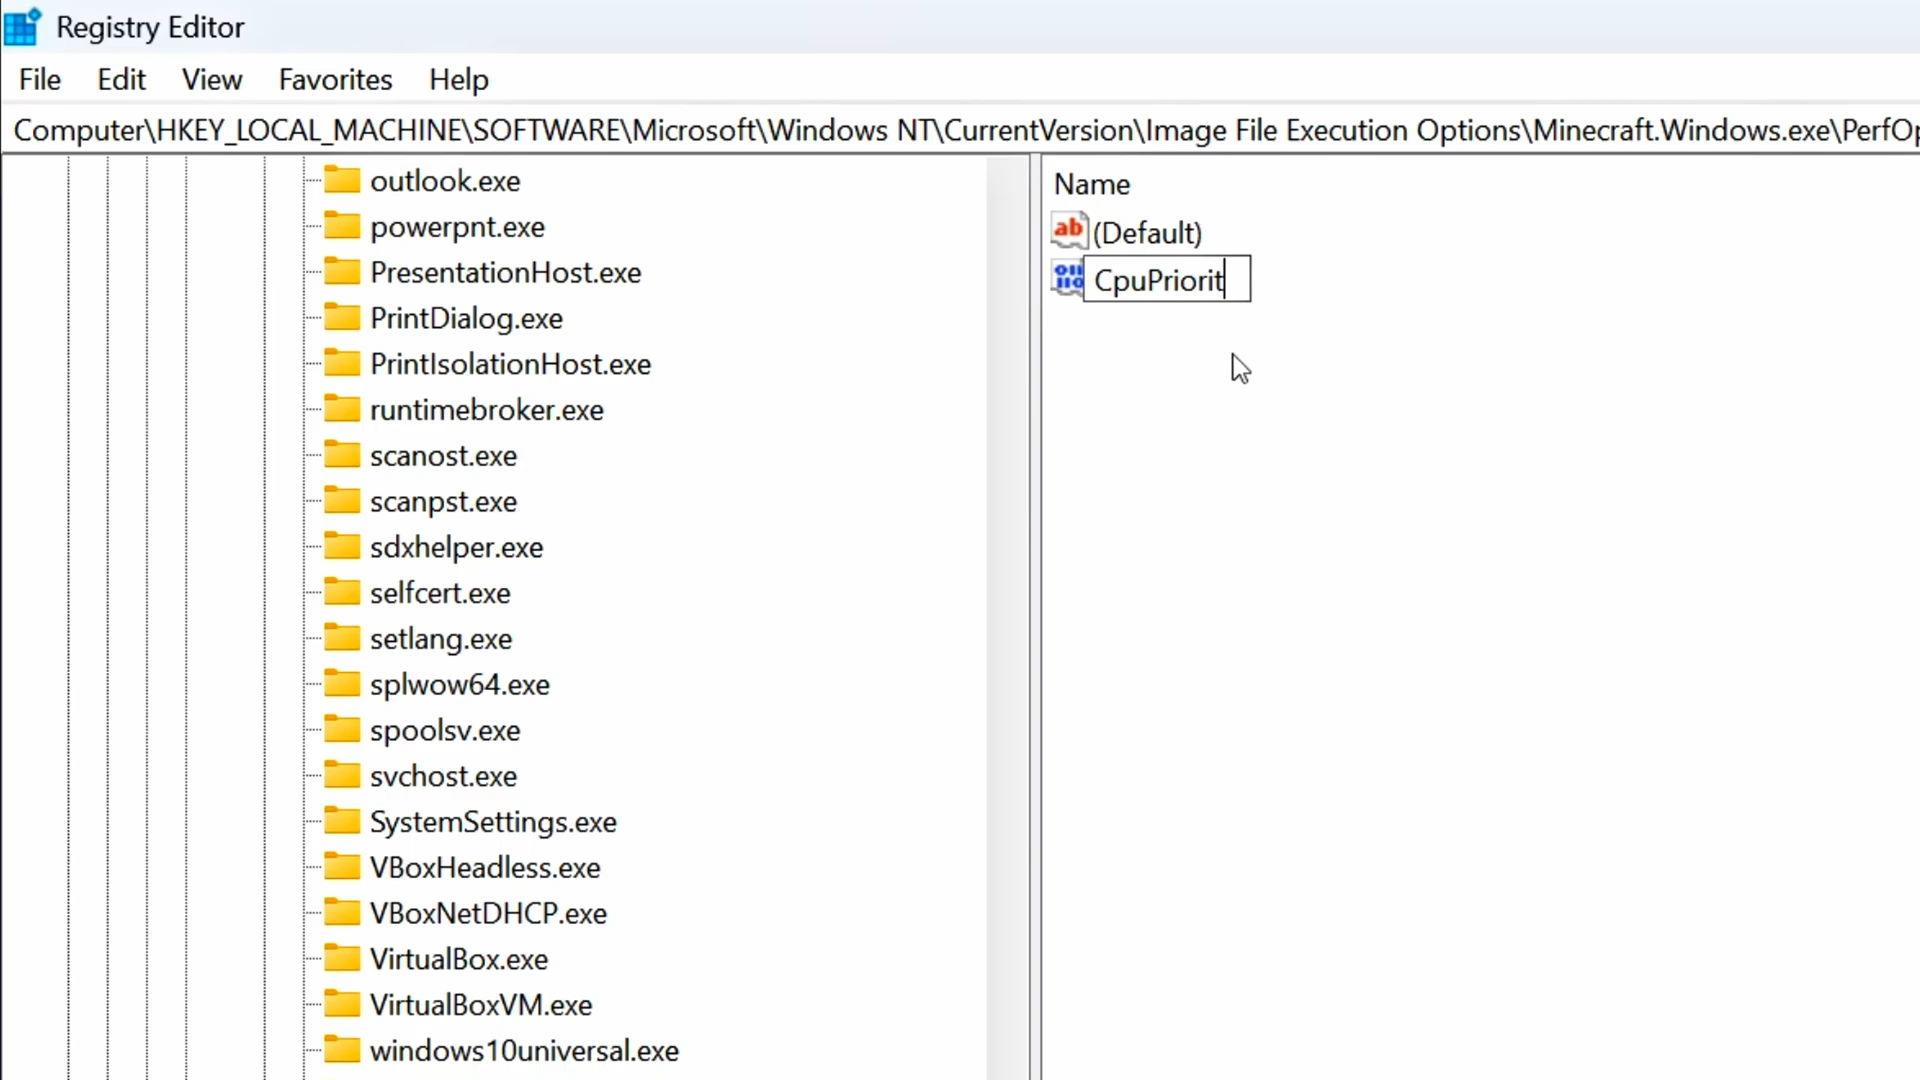 Registry Editor
File Edit View Favorites Help
Computer\HKEY_LOCAL_MACHINE\SOFTWARE\Microsoft\Windows NT\CurrentVersion\Image File Execution Options\Minecraft.Windows.exe\PerfOp
outlook.exe
powerpnt.exe
PresentationHost.exe
PrintDialog.exe
PrintIsolationHost.exe
runtimebroker.exe
scanost.exe
scanpst.exe
sdxhelper.exe
selfcert.exe
setlang.exe
splwow64.exe
spoolsv.exe
svchost.exe
SystemSettings.exe
VBoxHeadless.exe
VBoxNetDHCP.exe
VirtualBox.exe
VirtualBoxVM.exe
windows10universal.exe
Name
(Default)
CpuPriorit